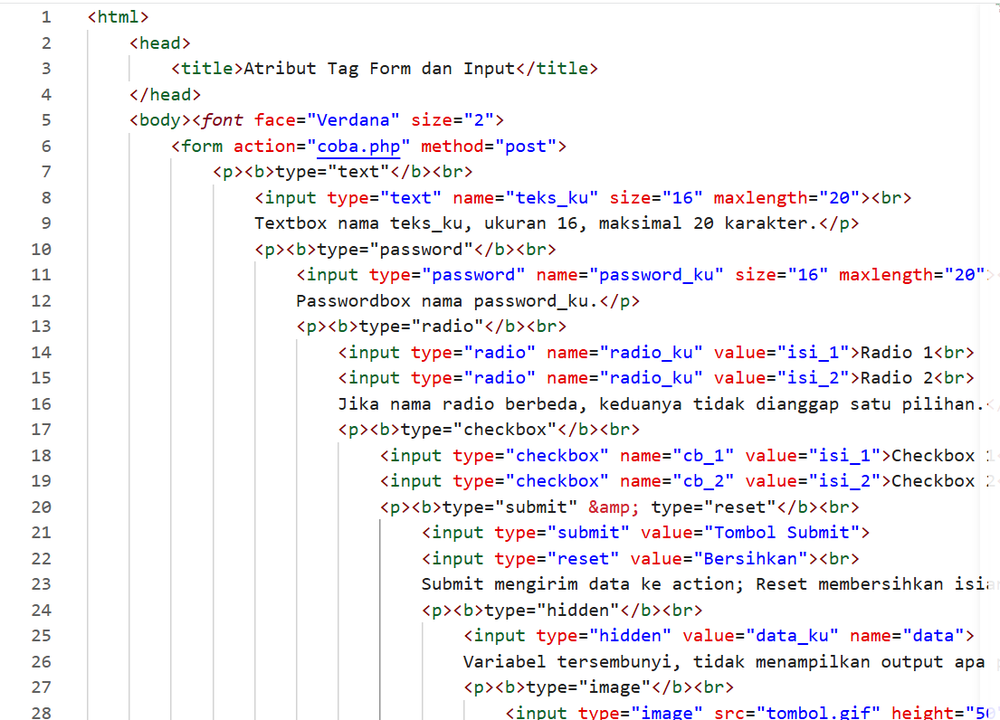 1 <html>
2 <head>
3 <title>Atribut Tag Form dan Input</title>
4 </head>
5 <body><font face="Verdana" size="2">
6 <form action="coba.php" method="post">
7 <p><b>type="text"</b><br>
8 <input type="text" name="teks_ku" size="16" maxlength="20"><br>
9 Textbox nama teks_ku, ukuran 16, maksimal 20 karakter.</p>
10 <p><b>type="password"</b><br>
11 <input type="password" name="password_ku" size="16" maxlength="20"><
12 Passwordbox nama password_ku.</p>
13 <p><b>type="radio"</b><br>
14 <input type="radio" name="radio_ku" value="isi_1">Radio 1<br>
15 <input type="radio" name="radio_ku" value="isi_2">Radio 2<br>
16 Jika nama radio berbeda, keduanya tidak dianggap satu pilihan.<
17 <p><b>type="checkbox"</b><br>
18 <input type="checkbox" name="cb_1" value="isi_1">Checkbox 1<
19 <input type="checkbox" name="cb_2" value="isi_2">Checkbox 2<
20 <p><b>type="submit" &amp; type="reset"</b><br>
21 <input type="submit" value="Tombol Submit">
22 <input type="reset" value="Bersihkan"><br>
23 Submit mengirim data ke action; Reset membersihkan isian
24 <p><b>type="hidden"</b><br>
25 <input type="hidden" value="data_ku" name="data">
26 Variabel tersembunyi, tidak menampilkan output apa p
27 <p><b>type="image"</b><br>
28 <input type="image" src="tombol.gif" height="50"